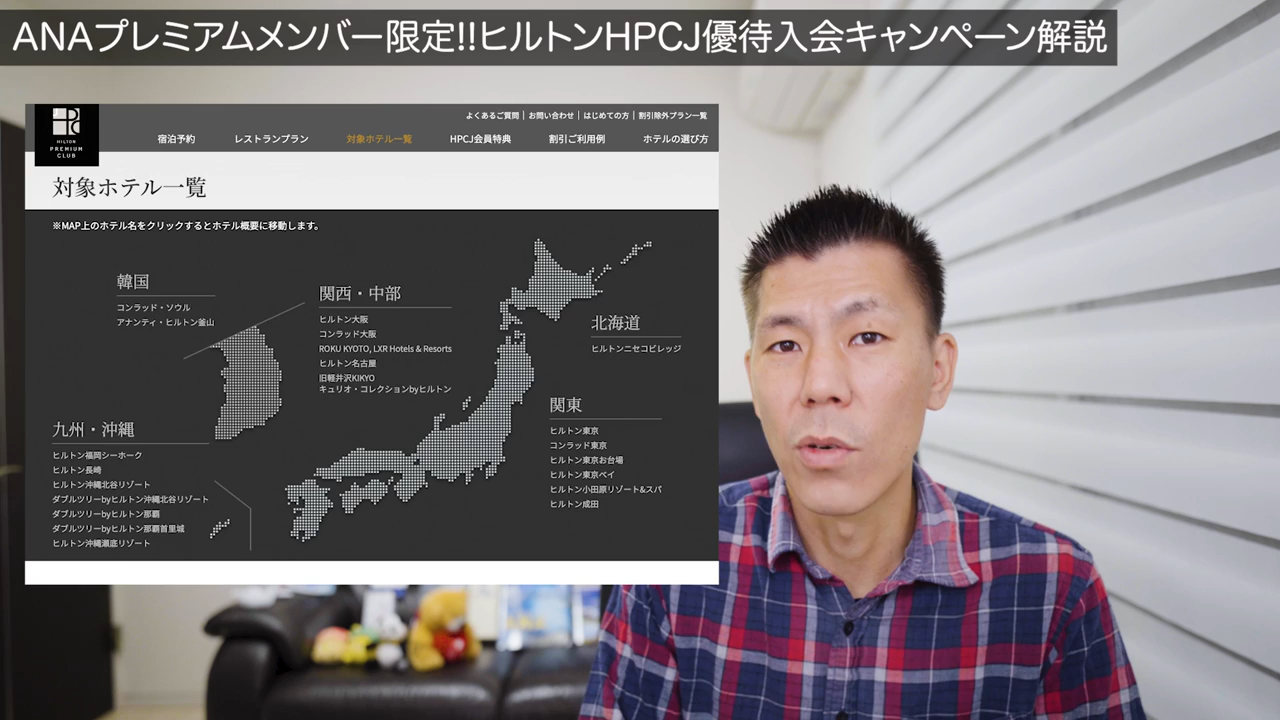 ANAプレミアムメンバー限定!!ヒルトンHPCJ優待入会キャンペーン解説
HILTON
PREMIUM
CLUB
よくあるご質問 | お問い合わせ | はじめての方 | 割引除外プラン一覧
宿泊予約 レストランプラン 対象ホテル一覧 HPCJ会員特典 割引ご利用例 ホテルの選び方
対象ホテル一覧
※MAP上のホテル名をクリックするとホテル概要に移動します。
韓国
コンラッド・ソウル
アナンティ・ヒルトン釜山
関西・中部
ヒルトン大阪
コンラッド大阪
ROKU KYOTO, LXR Hotels & Resorts
ヒルトン名古屋
旧軽井沢KIKYO
キュリオ・コレクションbyヒルトン
北海道
ヒルトンニセコビレッジ
関東
ヒルトン東京
コンラッド東京
ヒルトン東京お台場
ヒルトン東京ベイ
ヒルトン小田原リゾート&スパ
ヒルトン成田
九州・沖縄
ヒルトン福岡シーホーク
ヒルトン長崎
ヒルトン沖縄北谷リゾート
ダブルツリーbyヒルトン沖縄北谷リゾート
ダブルツリーbyヒルトン那覇
ダブルツリーbyヒルトン那覇首里城
ヒルトン沖縄瀬底リゾート